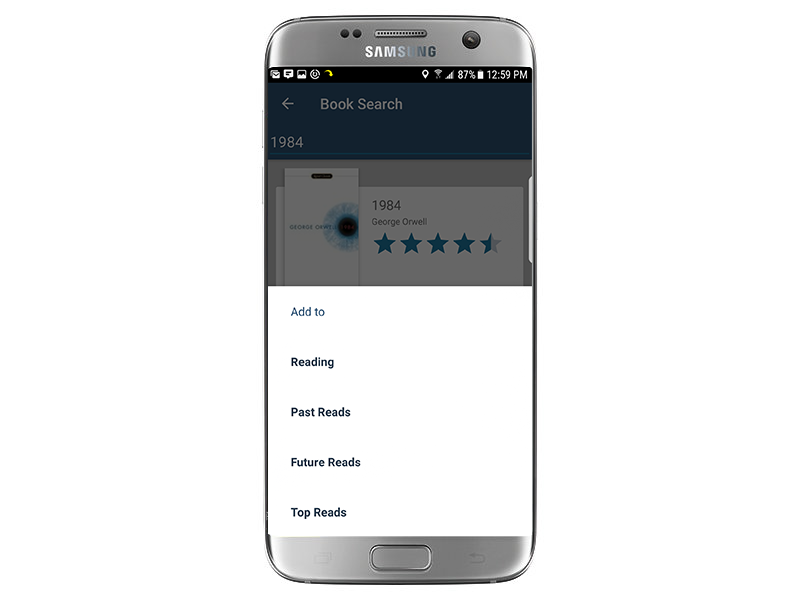 SAMSUNG
87% 12:59 PM
Book Search
1984
GEORGE ORWELL
1984
George Orwell
Add to
Reading
Past Reads
Future Reads
Top Reads